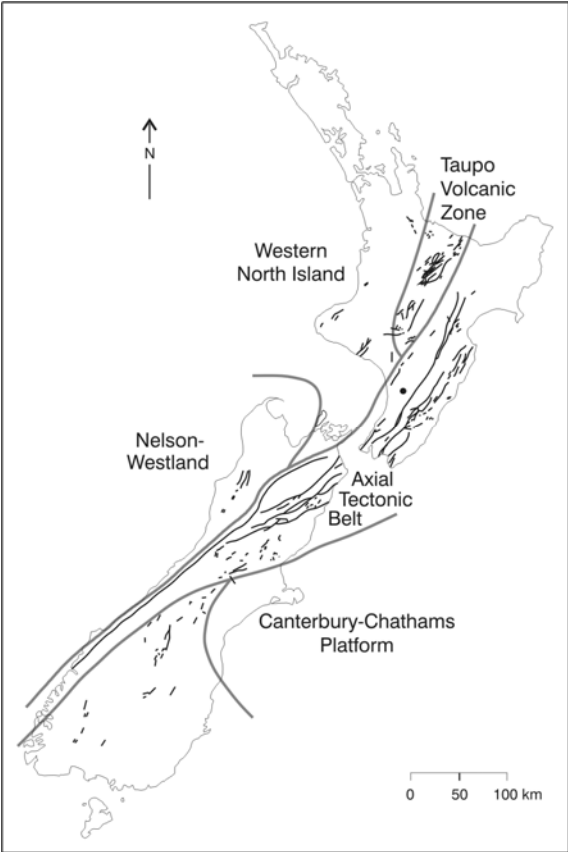 N
Taupo
Volcanic
Zone
Western
North Island
Nelson-
Westland
Axial
Tectonic
Belt
Canterbury-Chathams
Platform
0 50 100 km